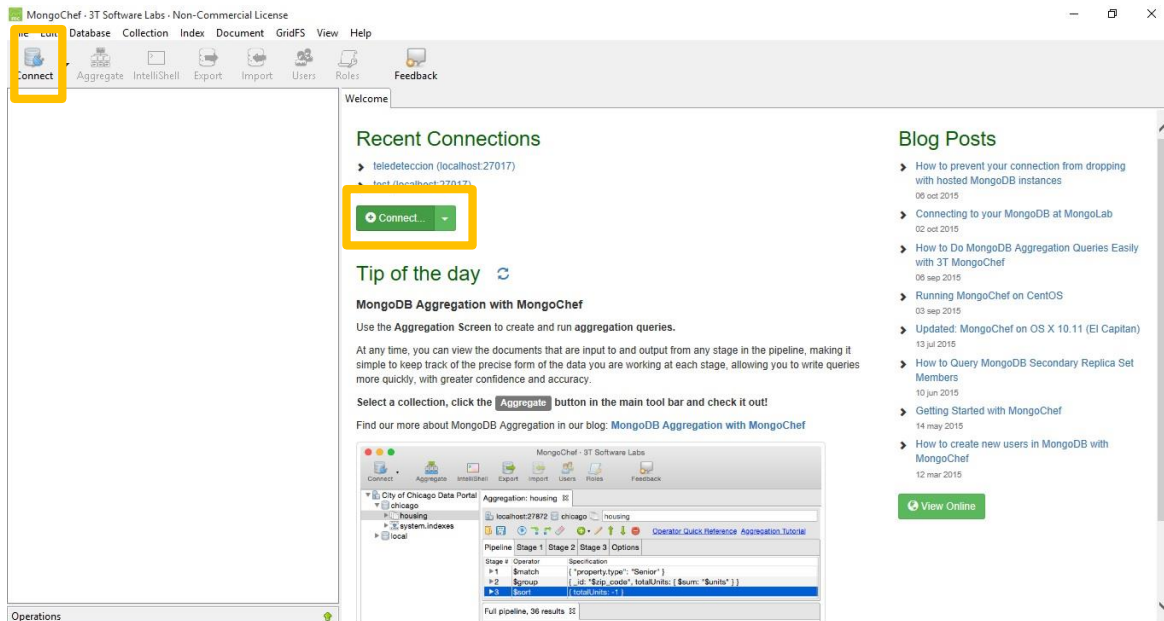 MongoChef - 3T Software Labs - Non-Commercial License
File Edit Database Collection Index Document GridFS View Help
Connect Aggregate IntelliShell Export Import Users Roles Feedback
Welcome
Recent Connections
teledeteccion (localhost:27017)
test (localhost:27017)
Connect...
Tip of the day
MongoDB Aggregation with MongoChef
Use the Aggregation Screen to create and run aggregation queries.
At any time, you can view the documents that are input to and output from any stage in the pipeline, making it
simple to keep track of the precise form of the data you are working at each stage, allowing you to write queries
more quickly, with greater confidence and accuracy.
Select a collection, click the Aggregate button in the main tool bar and check it out!
Find our more about MongoDB Aggregation in our blog: MongoDB Aggregation with MongoChef
MongoChef - 3T Software Labs
Connect Aggregate IntelliShell Export Import Users Roles Feedback
City of Chicago Data Portal
chicago
housing
system.indexes
local
Aggregation: housing
localhost:27872 chicago housing
Operator Quick Reference Aggregation Tutorial
Pipeline Stage 1 Stage 2 Stage 3 Options
Stage # Operator Specification
1 $match { "property.type": "Senior" }
2 $group { _id: "$zip_code", totalUnits: { $sum: "$units" } }
3 $sort { totalUnits: -1 }
Full pipeline, 36 results
Blog Posts
How to prevent your connection from dropping
with hosted MongoDB instances
06 oct 2015
Connecting to your MongoDB at MongoLab
02 oct 2015
How to Do MongoDB Aggregation Queries Easily
with 3T MongoChef
06 sep 2015
Running MongoChef on CentOS
03 sep 2015
Updated: MongoChef on OS X 10.11 (El Capitan)
13 jul 2015
How to Query MongoDB Secondary Replica Set
Members
10 jun 2015
Getting Started with MongoChef
14 may 2015
How to create new users in MongoDB with
MongoChef
12 mar 2015
View Online
Operations